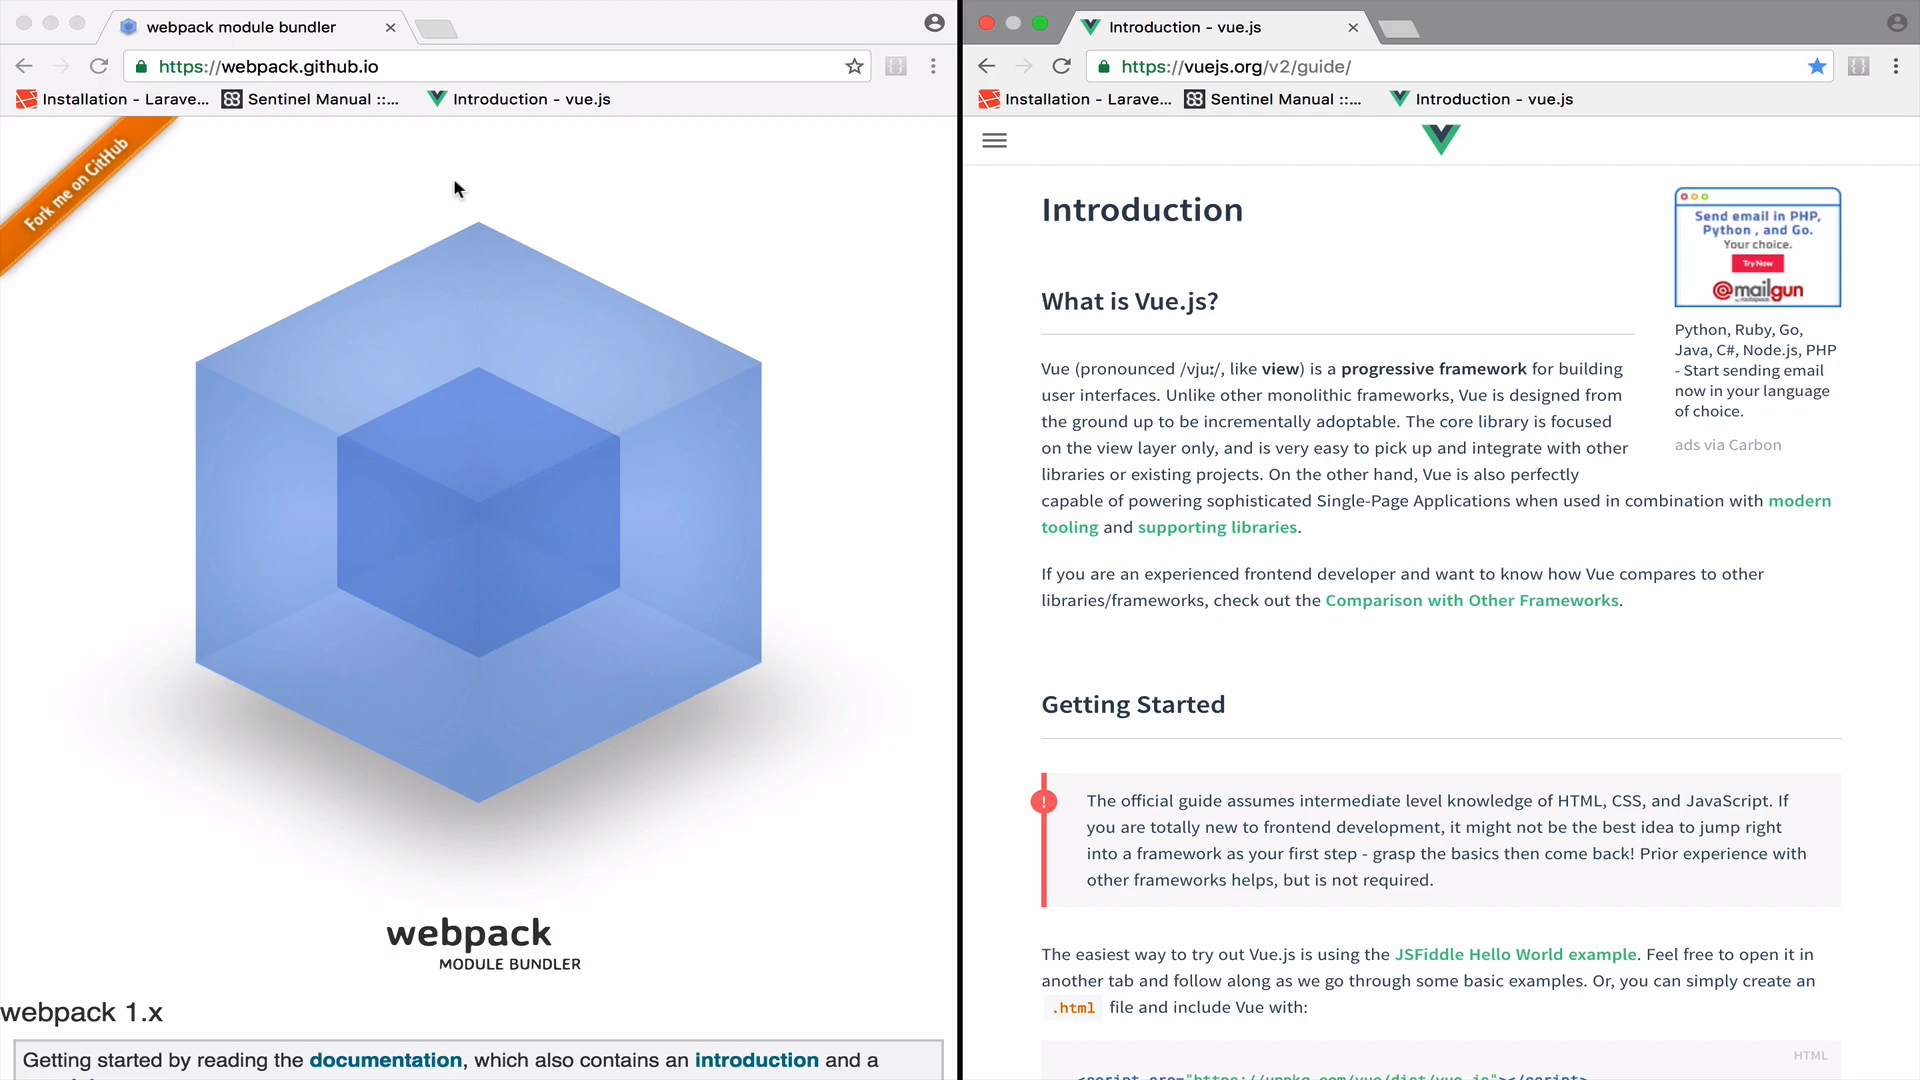 webpack module bundler
https://webpack.github.io
Installation - Larave...
Sentinel Manual ::...
Introduction - vue.js
Fork me on GitHub
webpack
MODULE BUNDLER
webpack 1.x
Getting started by reading the documentation, which also contains an introduction and a
Introduction - vue.js
https://vuejs.org/v2/guide/
Installation - Larave...
Sentinel Manual ::...
Introduction - vue.js
Introduction
What is Vue.js?
Vue (pronounced /vjuː/, like view) is a progressive framework for building
user interfaces. Unlike other monolithic frameworks, Vue is designed from
the ground up to be incrementally adoptable. The core library is focused
on the view layer only, and is very easy to pick up and integrate with other
libraries or existing projects. On the other hand, Vue is also perfectly
capable of powering sophisticated Single-Page Applications when used in combination with modern
tooling and supporting libraries.
If you are an experienced frontend developer and want to know how Vue compares to other
libraries/frameworks, check out the Comparison with Other Frameworks.
Send email in PHP,
Python , and Go.
Your choice.
Try Now
@mailgun
Python, Ruby, Go,
Java, C#, Node.js, PHP
- Start sending email
now in your language
of choice.
ads via Carbon
Getting Started
!
The official guide assumes intermediate level knowledge of HTML, CSS, and JavaScript. If
you are totally new to frontend development, it might not be the best idea to jump right
into a framework as your first step - grasp the basics then come back! Prior experience with
other frameworks helps, but is not required.
The easiest way to try out Vue.js is using the JSFiddle Hello World example. Feel free to open it in
another tab and follow along as we go through some basic examples. Or, you can simply create an
.html file and include Vue with:
HTML
<script src="https://unpkg.com/vue/dist/vue.js"></script>